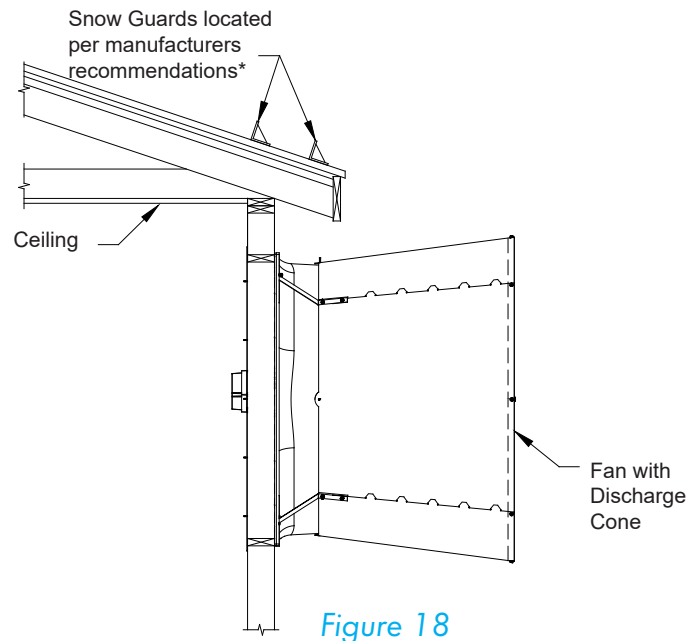 Snow Guards located
per manufacturers
recommendations*
Ceiling
Fan with
Discharge
Cone
Figure 18